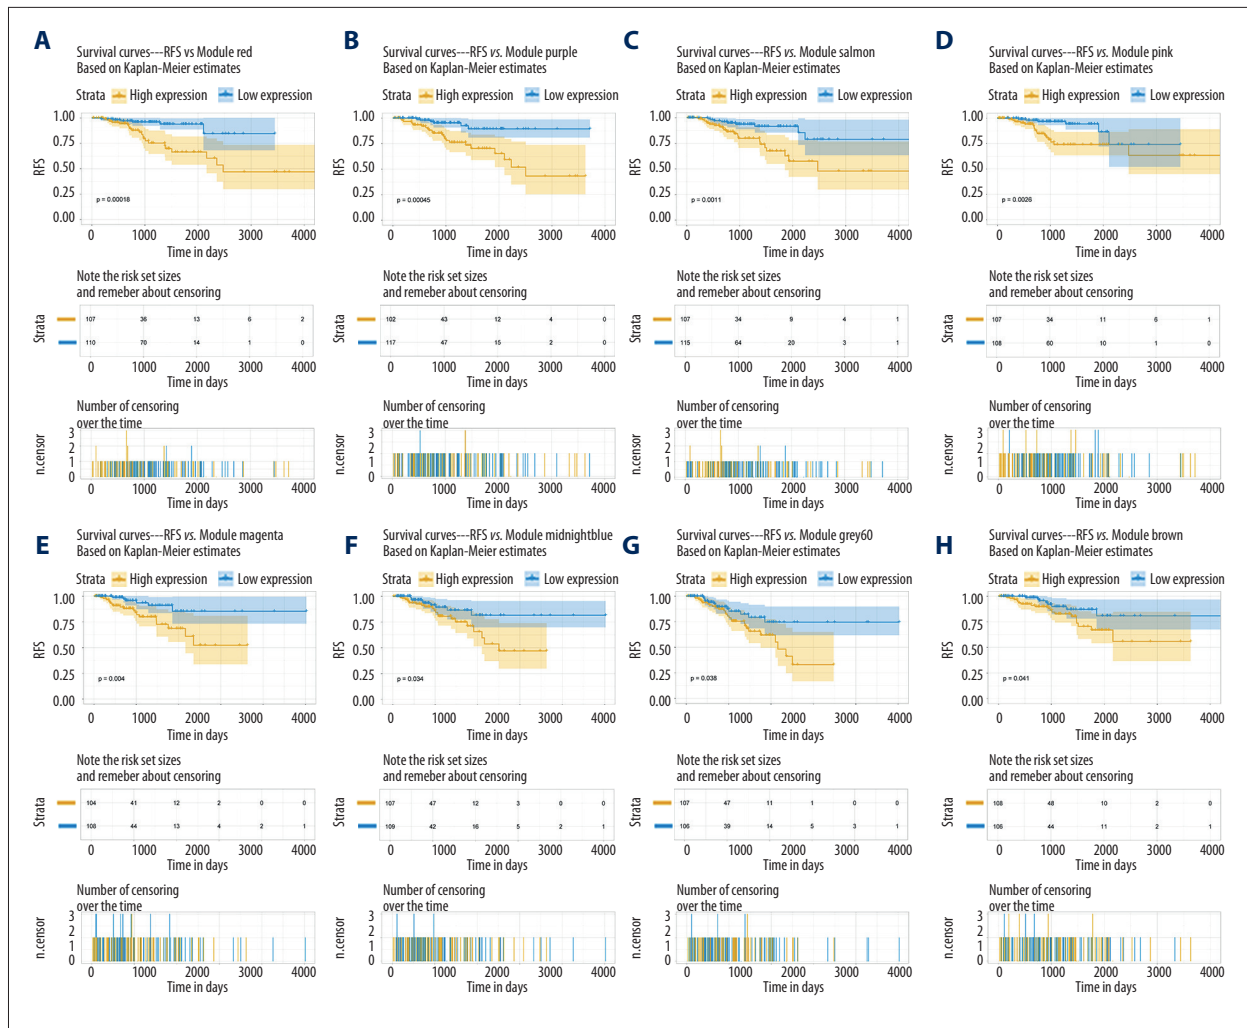 A
Survival curves---RFS vs Module red
Based on Kaplan-Meier estimates
Strata High expression Low expression
1.00
0.75
0.50
0.25
0.00
RFS
p = 0.00018
0 1000 2000 3000 4000
Time in days
Note the risk set sizes
and remeber about censoring
Strata
107 36 13 6 2
110 70 14 1 0
0 1000 2000 3000 4000
Time in days
Number of censoring
over the time
n.censor
3
2
1
0
0 1000 2000 3000 4000
Time in days
B
Survival curves---RFS vs. Module purple
Based on Kaplan-Meier estimates
Strata High expression Low expression
1.00
0.75
0.50
0.25
0.00
RFS
p = 0.00045
0 1000 2000 3000 4000
Time in days
Note the risk set sizes
and remeber about censoring
Strata
102 43 12 4 0
117 47 15 2 0
0 1000 2000 3000 4000
Time in days
Number of censoring
over the time
n.censor
3
2
1
0
0 1000 2000 3000 4000
Time in days
C
Survival curves---RFS vs. Module salmon
Based on Kaplan-Meier estimates
Strata High expression Low expression
1.00
0.75
0.50
0.25
0.00
RFS
p = 0.0011
0 1000 2000 3000 4000
Time in days
Note the risk set sizes
and remeber about censoring
Strata
107 34 9 4 1
115 64 20 3 1
0 1000 2000 3000 4000
Time in days
Number of censoring
over the time
n.censor
3
2
1
0
0 1000 2000 3000 4000
Time in days
D
Survival curves---RFS vs. Module pink
Based on Kaplan-Meier estimates
Strata High expression Low expression
1.00
0.75
0.50
0.25
0.00
RFS
p = 0.0026
0 1000 2000 3000 4000
Time in days
Note the risk set sizes
and remeber about censoring
Strata
107 34 11 6 1
108 60 10 1 0
0 1000 2000 3000 4000
Time in days
Number of censoring
over the time
n.censor
3
2
1
0
0 1000 2000 3000 4000
Time in days
E
Survival curves---RFS vs. Module magenta
Based on Kaplan-Meier estimates
Strata High expression Low expression
1.00
0.75
0.50
0.25
0.00
RFS
p = 0.004
0 1000 2000 3000 4000
Time in days
Note the risk set sizes
and remeber about censoring
Strata
104 41 12 2 0 0
108 44 13 4 2 1
0 1000 2000 3000 4000
Time in days
Number of censoring
over the time
n.censor
3
2
1
0
0 1000 2000 3000 4000
Time in days
F
Survival curves---RFS vs. Module midnightblue
Based on Kaplan-Meier estimates
Strata High expression Low expression
1.00
0.75
0.50
0.25
0.00
RFS
p = 0.034
0 1000 2000 3000 4000
Time in days
Note the risk set sizes
and remeber about censoring
Strata
107 47 12 3 0 0
109 42 16 5 2 1
0 1000 2000 3000 4000
Time in days
Number of censoring
over the time
n.censor
3
2
1
0
0 1000 2000 3000 4000
Time in days
G
Survival curves---RFS vs. Module grey60
Based on Kaplan-Meier estimates
Strata High expression Low expression
1.00
0.75
0.50
0.25
0.00
RFS
p = 0.038
0 1000 2000 3000 4000
Time in days
Note the risk set sizes
and remeber about censoring
Strata
107 47 11 1 0 0
106 39 14 5 3 1
0 1000 2000 3000 4000
Time in days
Number of censoring
over the time
n.censor
3
2
1
0
0 1000 2000 3000 4000
Time in days
H
Survival curves---RFS vs. Module brown
Based on Kaplan-Meier estimates
Strata High expression Low expression
1.00
0.75
0.50
0.25
0.00
RFS
p = 0.041
0 1000 2000 3000 4000
Time in days
Note the risk set sizes
and remeber about censoring
Strata
108 48 10 2 0
106 44 11 2 1
0 1000 2000 3000 4000
Time in days
Number of censoring
over the time
n.censor
3
2
1
0
0 1000 2000 3000 4000
Time in days